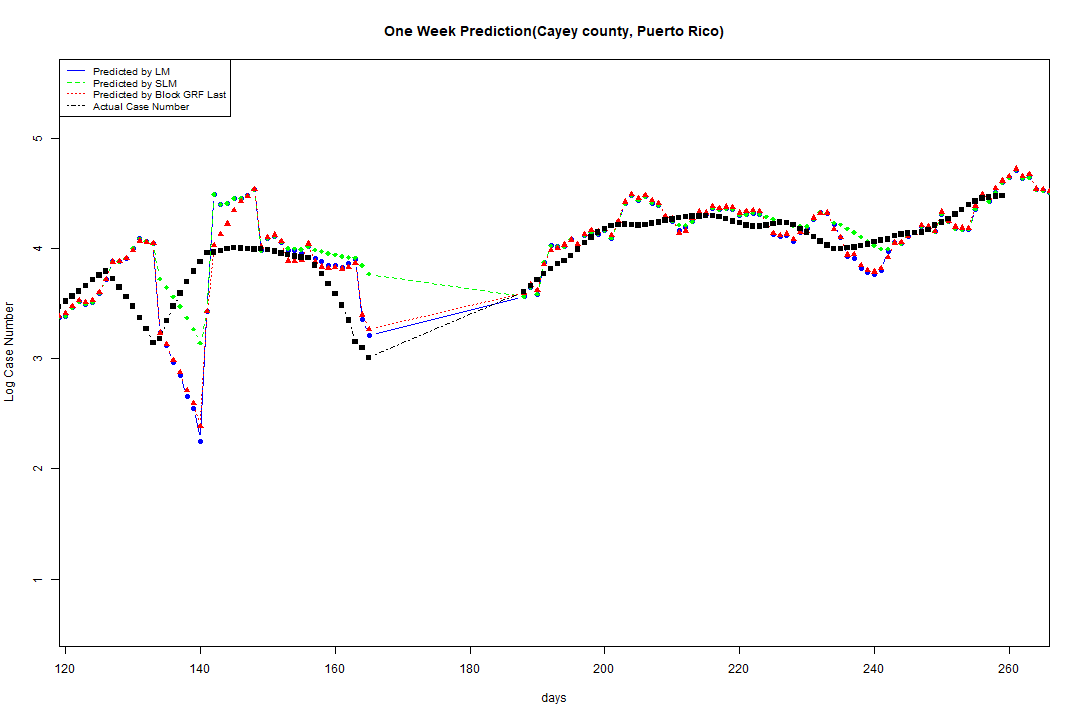 One Week Prediction(Cayey county, Puerto Rico)
Predicted by LM
Predicted by SLM
Predicted by Block GRF Last
Actual Case Number
5
4
3
2
1
Log Case Number
120 140 160 180 200 220 240 260
days